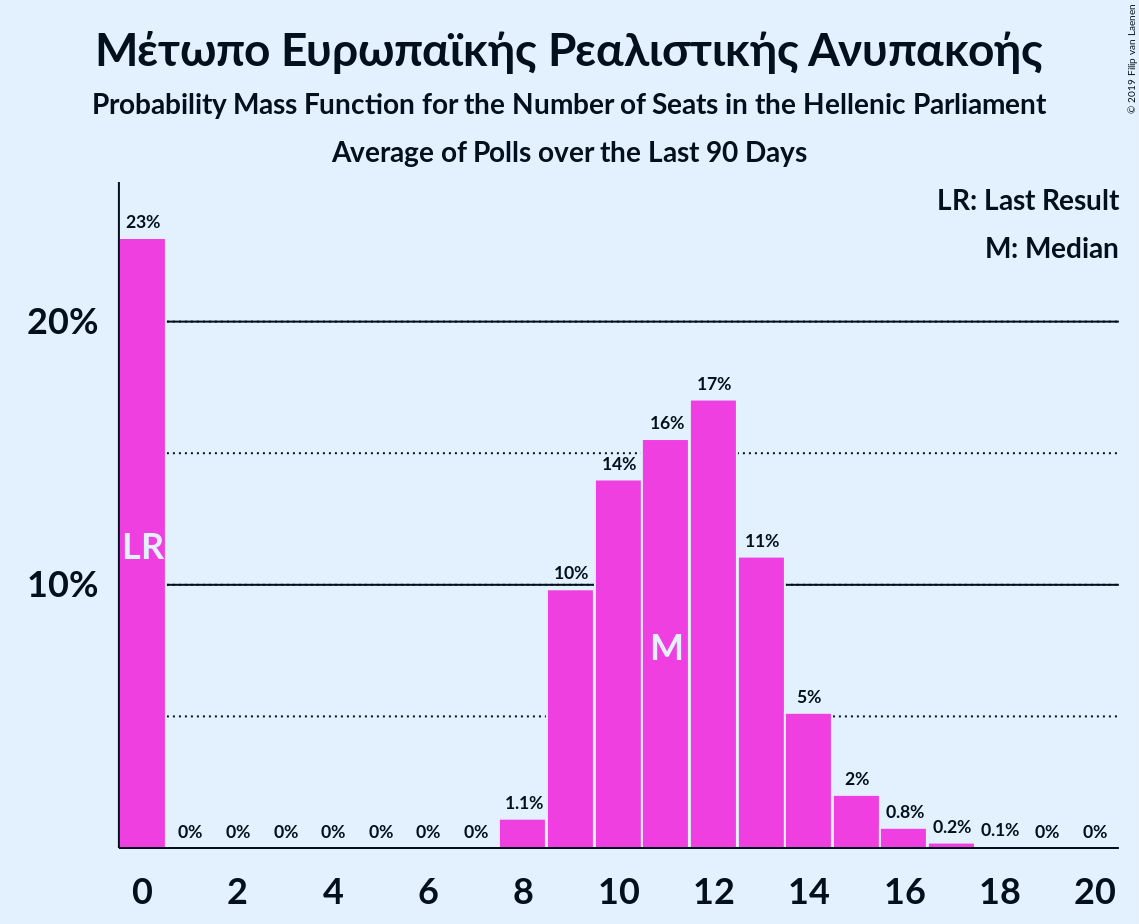 Μέτωπο Ευρωπαϊκής Ρεαλιστικής Ανυπακοής
Probability Mass Function for the Number of Seats in the Hellenic Parliament
Average of Polls over the Last 90 Days
© 2019 Filip van Laenen
LR: Last Result
M: Median
23%
20%
17%
16%
14%
LR
11%
10%
10%
M
5%
2%
1.1%
0.8%
0% 0% 0% 0% 0% 0% 0%
0.2% 0.1% 0% 0%
0 2 4 6 8 10 12 14 16 18 20